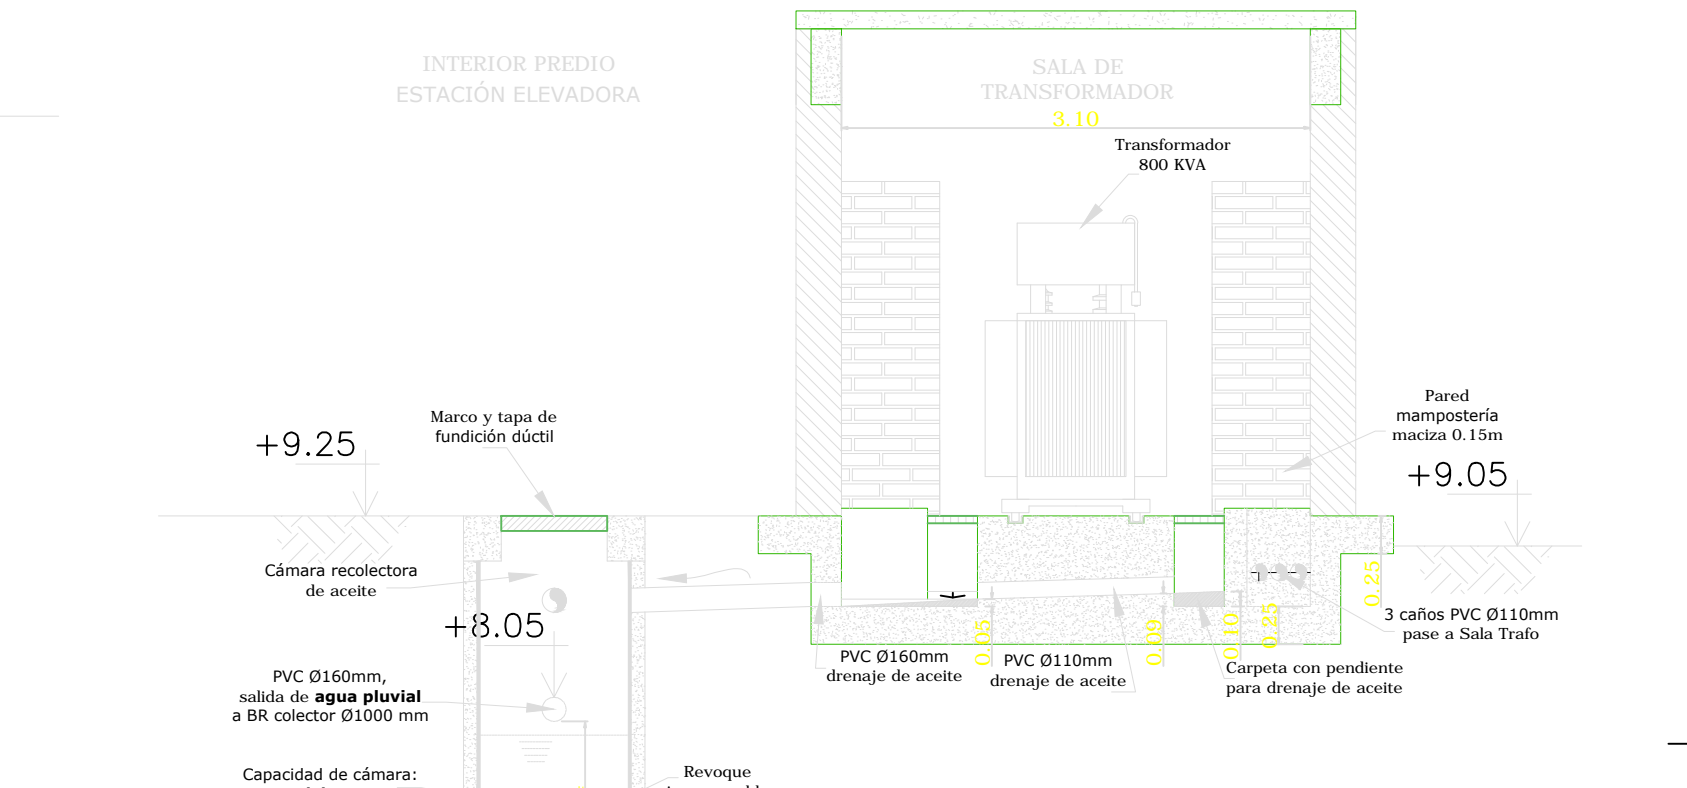 INTERIOR PREDIO
ESTACIÓN ELEVADORA
SALA DE
TRANSFORMADOR
3.10
Transformador
800 KVA
Marco y tapa de
fundición dúctil
+9.25
Pared
mampostería
maciza 0.15m
+9.05
Cámara recolectora
de aceite
+8.05
0.25
3 caños PVC Ø110mm
pase a Sala Trafo
0.05
0.09
0.10
0.25
PVC Ø160mm
drenaje de aceite
PVC Ø110mm
drenaje de aceite
Carpeta con pendiente
para drenaje de aceite
PVC Ø160mm,
salida de agua pluvial
a BR colector Ø1000 mm
Capacidad de cámara:
Revoque